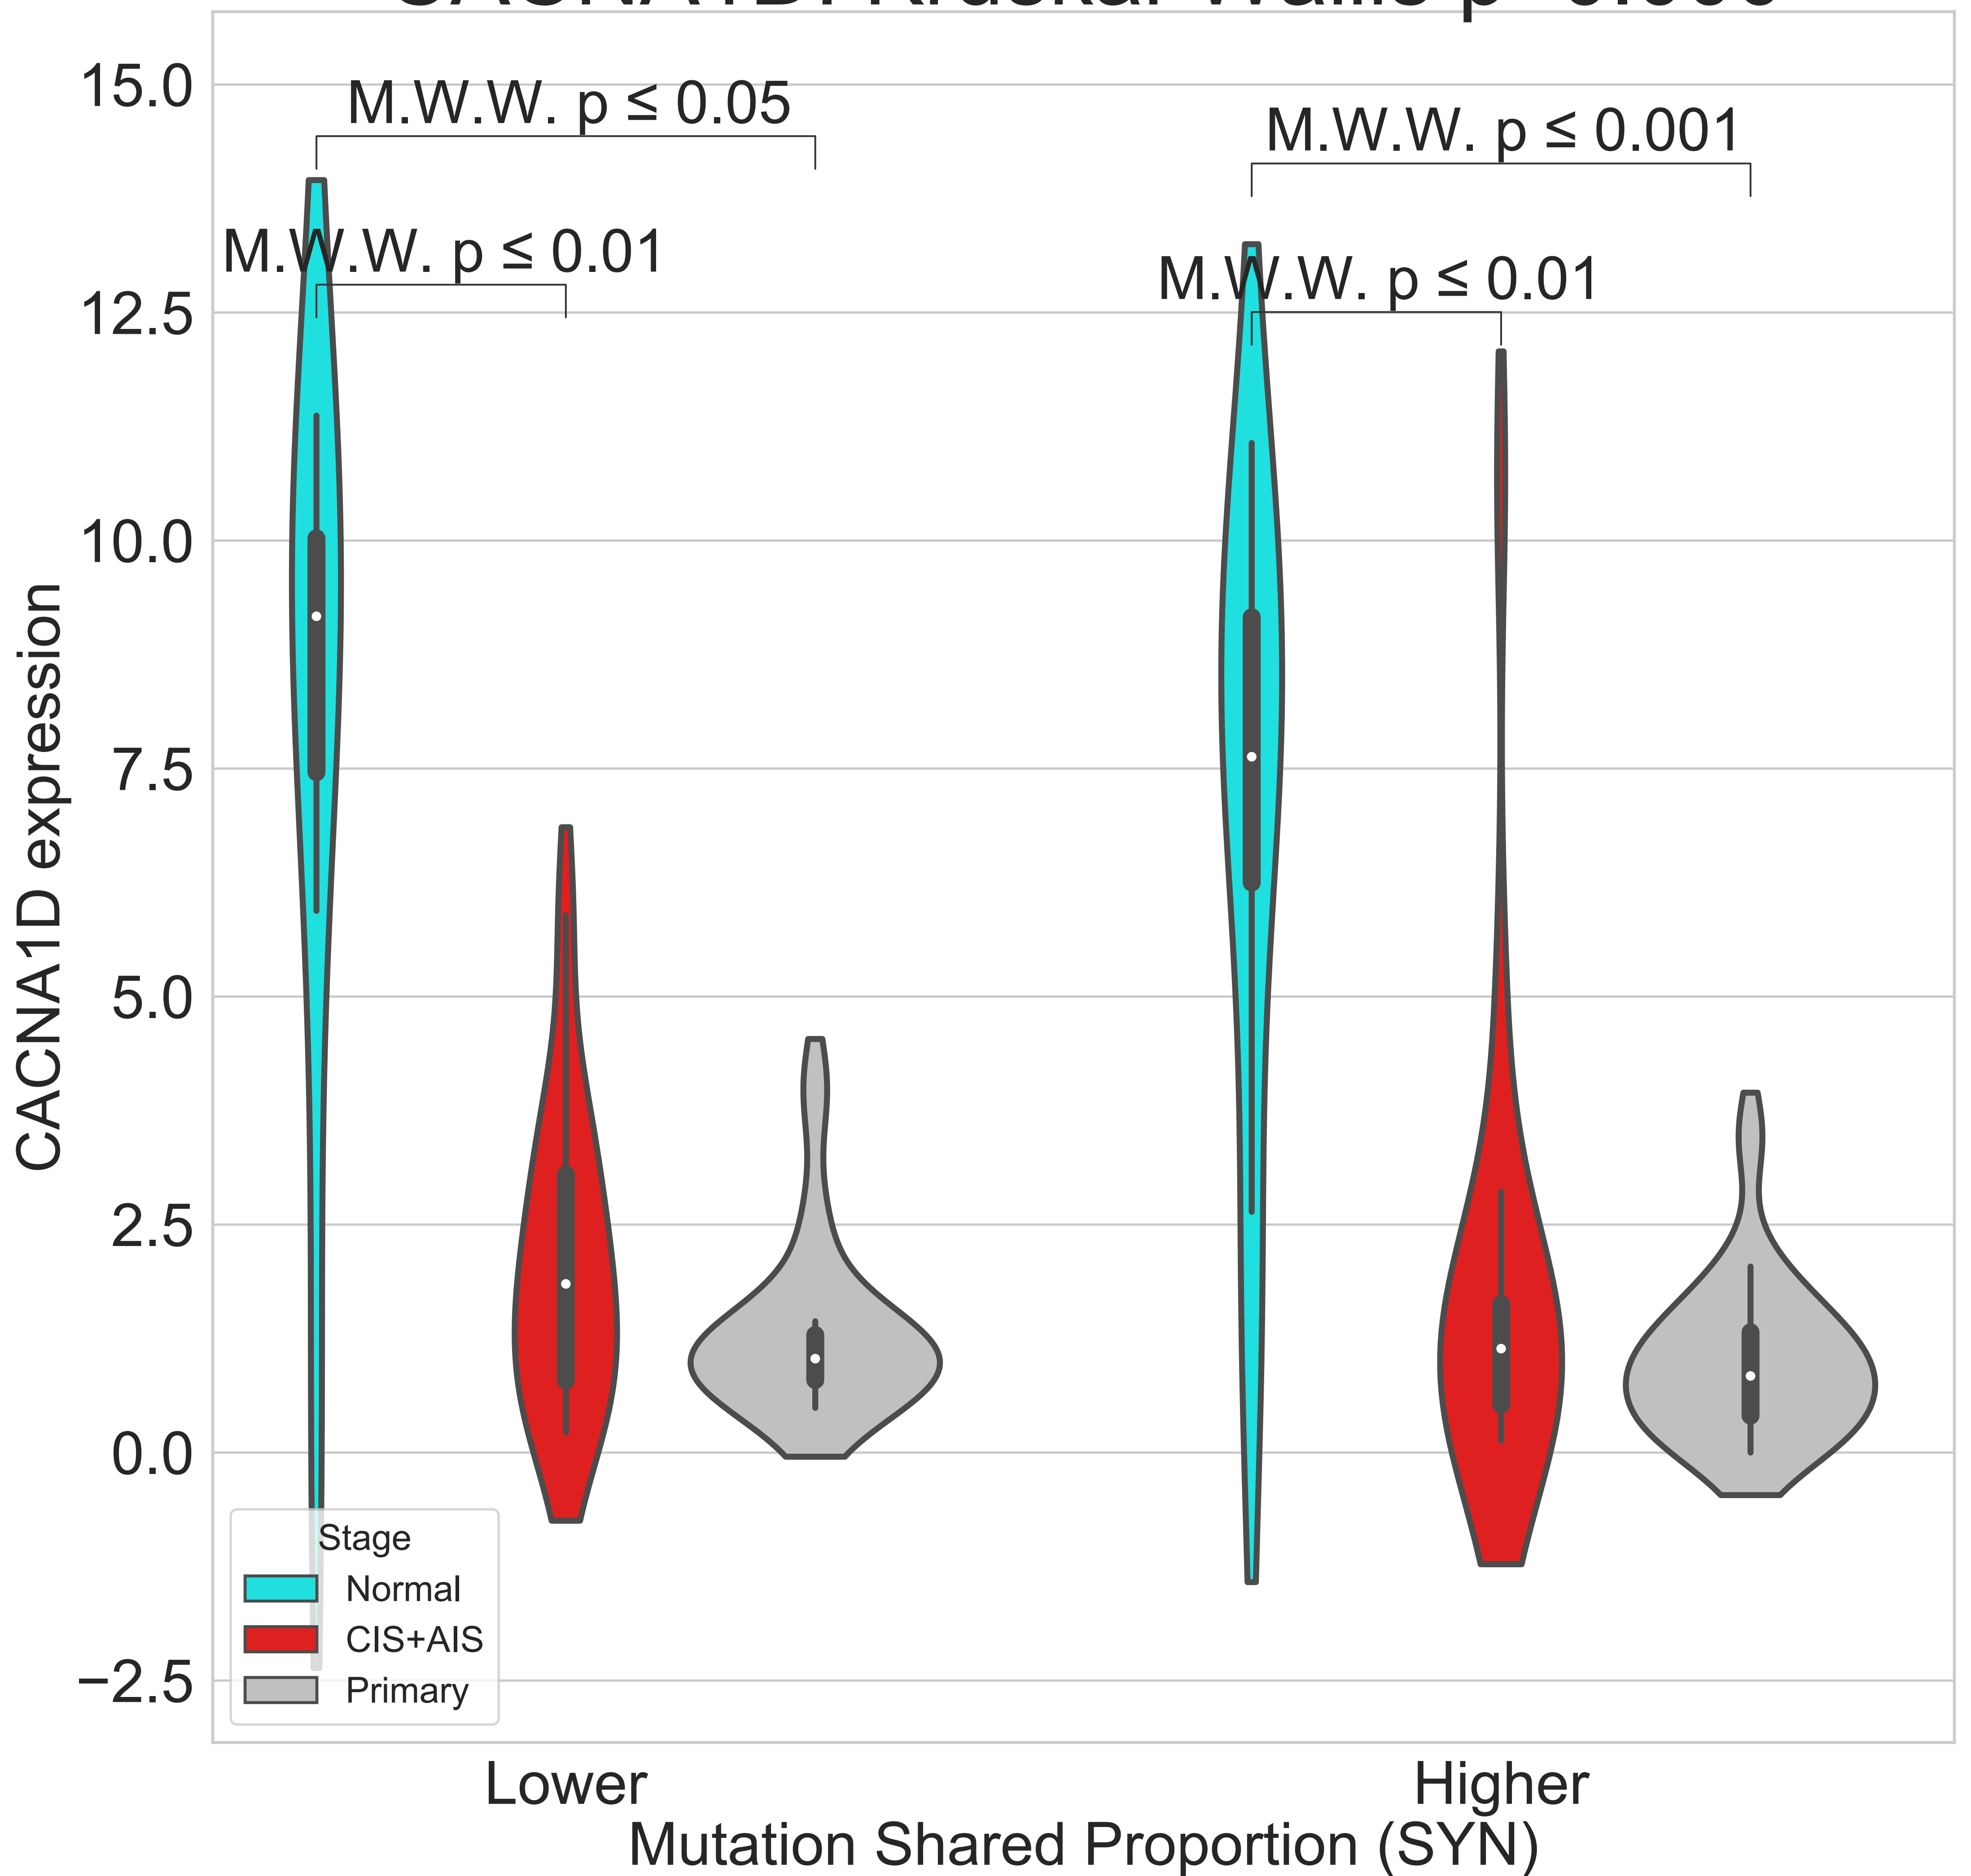 15.0
12.5
10.0
7.5
5.0
2.5
0.0
−2.5
CACNA1D expression
M.W.W. p ≤ 0.05
M.W.W. p ≤ 0.01
M.W.W. p ≤ 0.001
M.W.W. p ≤ 0.01
Stage
Normal
CIS+AIS
Primary
Lower
Higher
Mutation Shared Proportion (SYN)